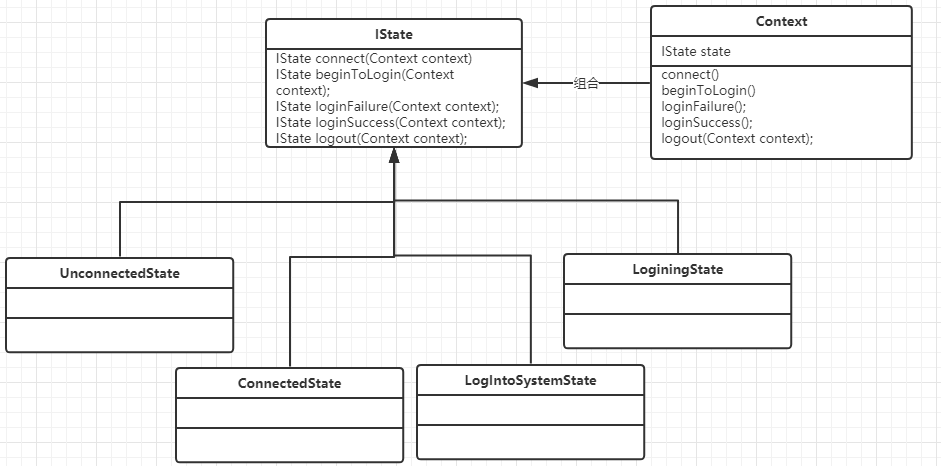 IState
IState connect(Context context)
IState beginToLogin(Context
context);
IState loginFailure(Context context);
IState loginSuccess(Context context);
IState logout(Context context);
组合
Context
IState state
connect()
beginToLogin()
loginFailure();
loginSuccess();
logout(Context context);
UnconnectedState
LoginingState
ConnectedState
LogIntoSystemState